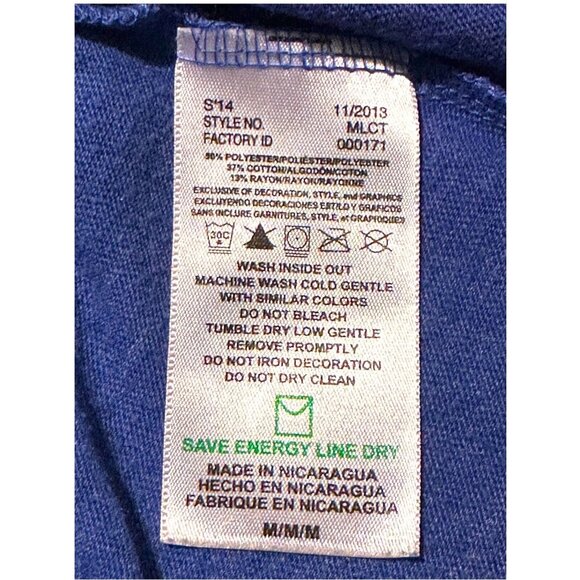 S'14 11/2013
STYLE NO. MLCT
FACTORY ID 000171
50% POLYESTER/POLIÉSTER/POLYESTER
37% COTTON/ALGODÓN/COTON
13% RAYON/RAYON/RAYONNE
EXCLUSIVE OF DECORATION, STYLE, and GRAPHICS
EXCLUYENDO DECORACIONES ESTILO Y GRAFICOS
SANS INCLURE GARNITURES, STYLE, et GRAPHIQUES
30C
WASH INSIDE OUT
MACHINE WASH COLD GENTLE
WITH SIMILAR COLORS
DO NOT BLEACH
TUMBLE DRY LOW GENTLE
REMOVE PROMPTLY
DO NOT IRON DECORATION
DO NOT DRY CLEAN
SAVE ENERGY LINE DRY
MADE IN NICARAGUA
HECHO EN NICARAGUA
FABRIQUE EN NICARAGUA
M/M/M